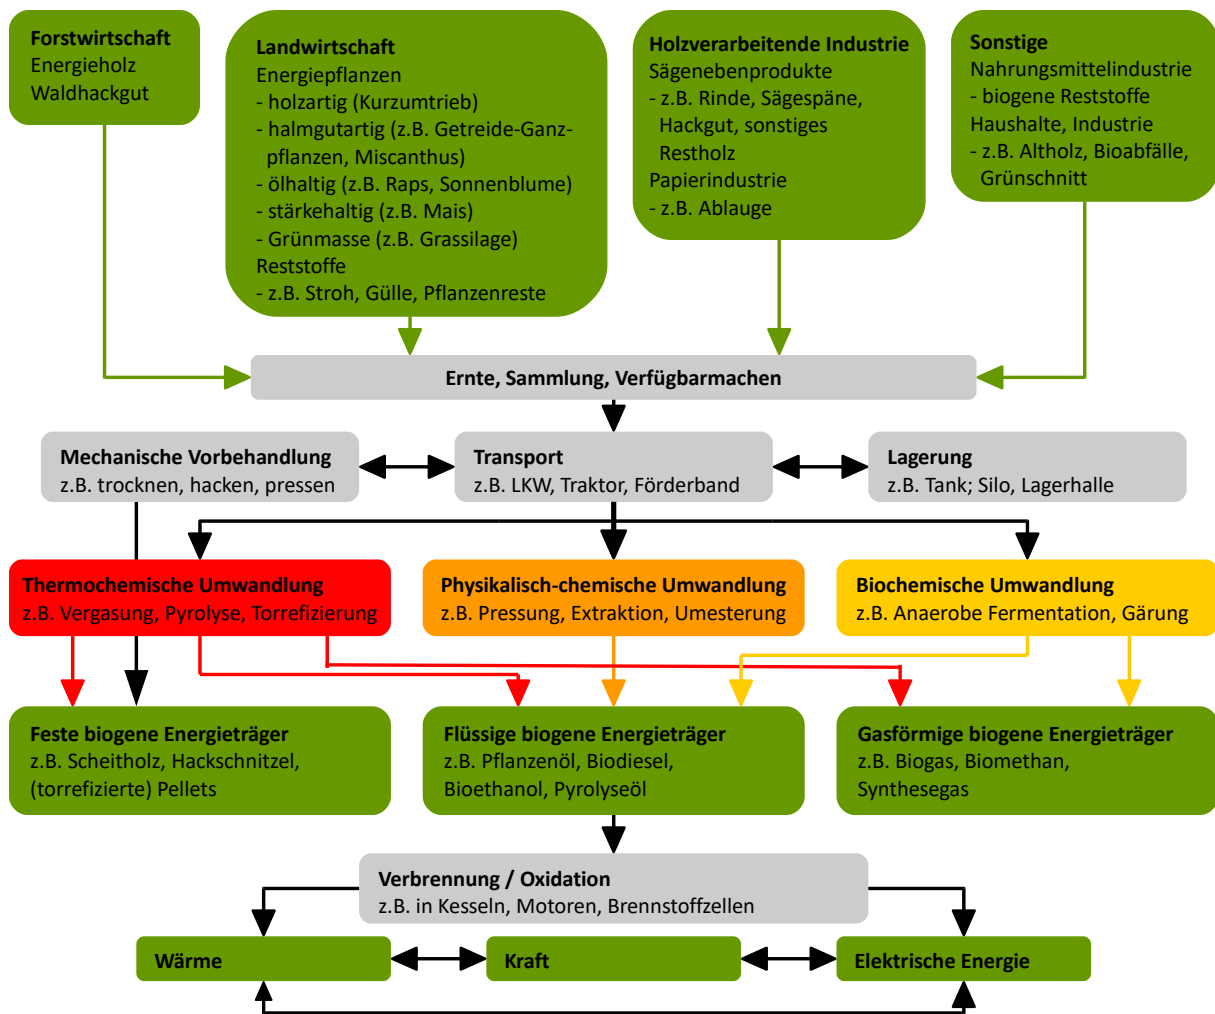 Forstwirtschaft
Energieholz
Waldhackgut
Landwirtschaft
Energiepflanzen
- holzartig (Kurzumtrieb)
- halmgutartig (z.B. Getreide-Ganz-
pflanzen, Miscanthus)
- ölhaltig (z.B. Raps, Sonnenblume)
- stärkehaltig (z.B. Mais)
- Grünmasse (z.B. Grassilage)
Reststoffe
- z.B. Stroh, Gülle, Pflanzenreste
Holzverarbeitende Industrie
Sägenebenprodukte
- z.B. Rinde, Sägespäne,
Hackgut, sonstiges
Restholz
Papierindustrie
- z.B. Ablauge
Sonstige
Nahrungsmittelindustrie
- biogene Reststoffe
Haushalte, Industrie
- z.B. Altholz, Bioabfälle,
Grünschnitt
Ernte, Sammlung, Verfügbarmachen
Mechanische Vorbehandlung
z.B. trocknen, hacken, pressen
Transport
z.B. LKW, Traktor, Förderband
Lagerung
z.B. Tank; Silo, Lagerhalle
Thermochemische Umwandlung
z.B. Vergasung, Pyrolyse, Torrefizierung
Physikalisch-chemische Umwandlung
z.B. Pressung, Extraktion, Umesterung
Biochemische Umwandlung
z.B. Anaerobe Fermentation, Gärung
Feste biogene Energieträger
z.B. Scheitholz, Hackschnitzel,
(torrefizierte) Pellets
Flüssige biogene Energieträger
z.B. Pflanzenöl, Biodiesel,
Bioethanol, Pyrolyseöl
Gasförmige biogene Energieträger
z.B. Biogas, Biomethan,
Synthesegas
Verbrennung / Oxidation
z.B. in Kesseln, Motoren, Brennstoffzellen
Wärme
Kraft
Elektrische Energie